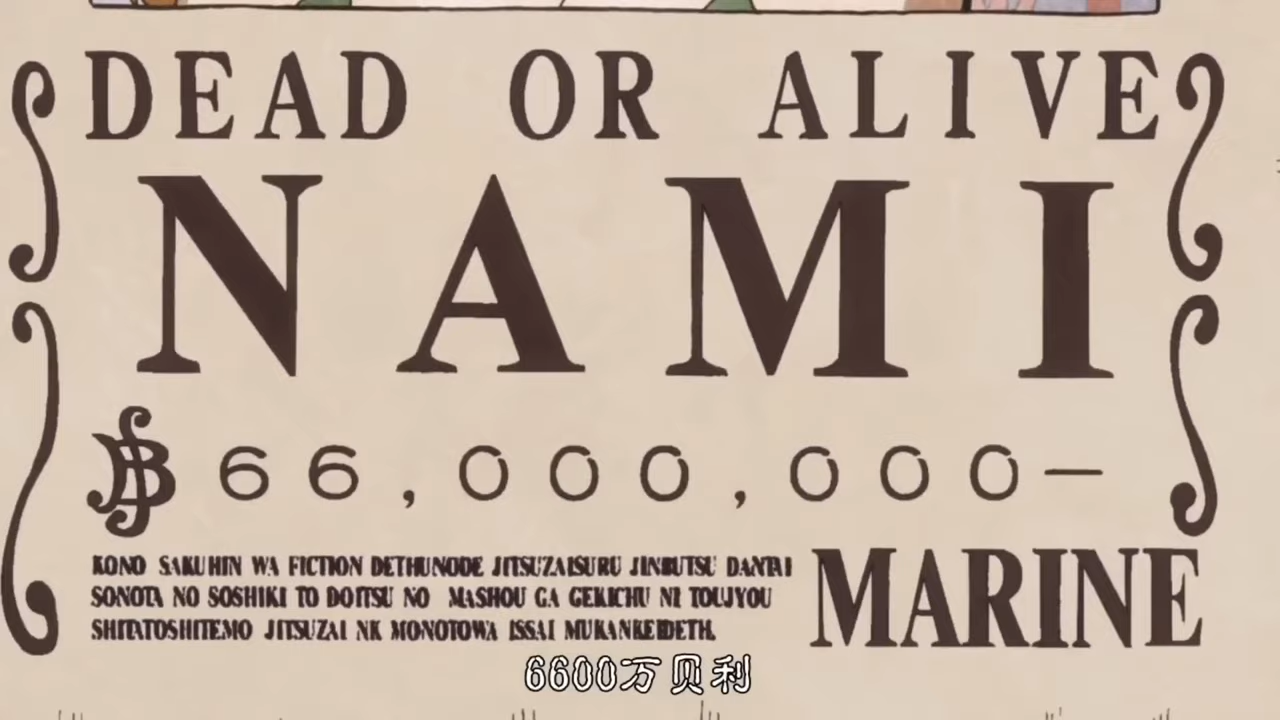 DEAD OR ALIVE
NAMI
฿66,000,000—
KONO SAKUHIN WA FICTION DETHUNODE JITSUZAISURU JINBUTSU DANTAI
SONOTA NO SOSHIKI TO DOITSU NO MASHOU GA GEKICHU NI TOUJYOU
SHITATOSHITEMO JITSUZAI NK MONOTOWA ISSAI MUKANKEIDETH.
MARINE
6600万贝利